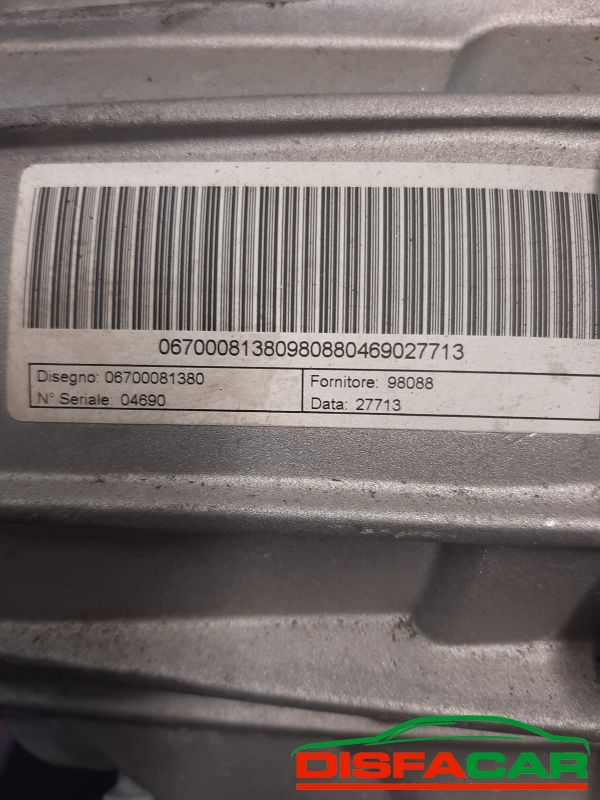 06700081380980880469027713
Disegno: 06700081380
Fornitore: 98088
N° Seriale: 04690
Data: 27713
DISFACAR